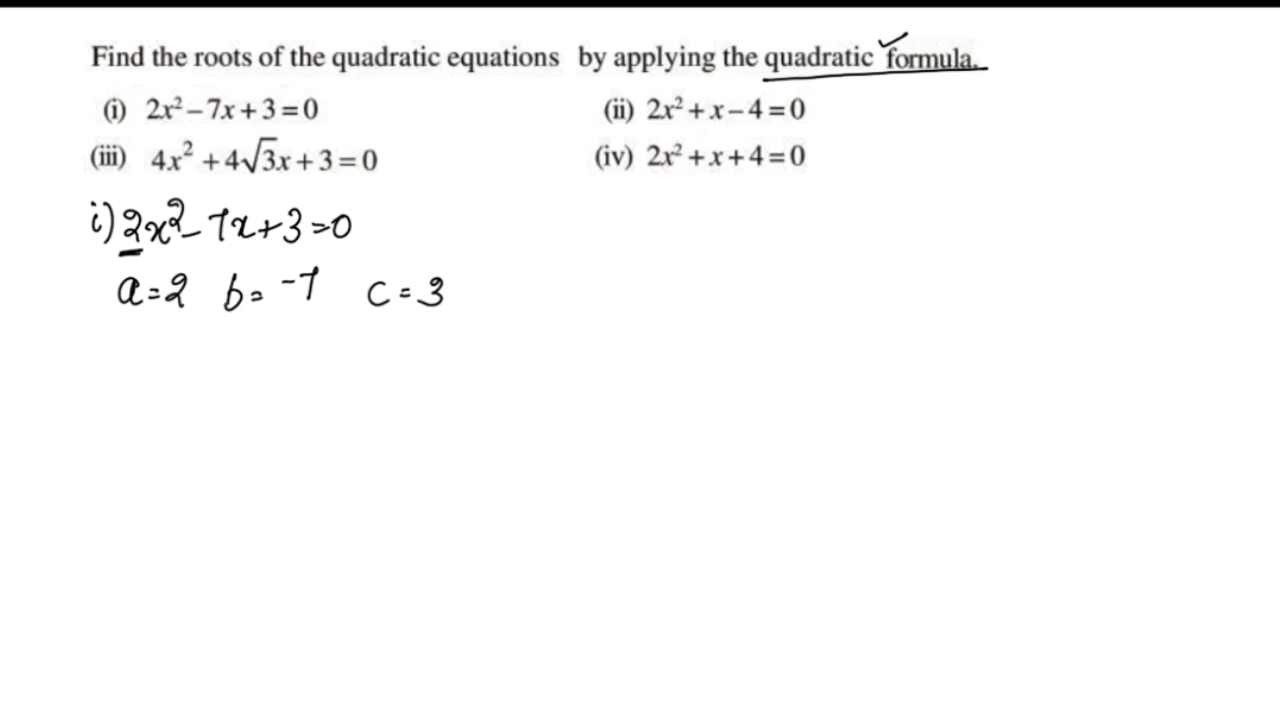 Find the roots of the quadratic equations by applying the quadratic formula.
(i) 2x² – 7x + 3 = 0 (ii) 2x² + x – 4 = 0
(iii) 4x² + 4√3x + 3 = 0 (iv) 2x² + x + 4 = 0
i) 2x² - 7x + 3 = 0
a = 2 b = -7 c = 3